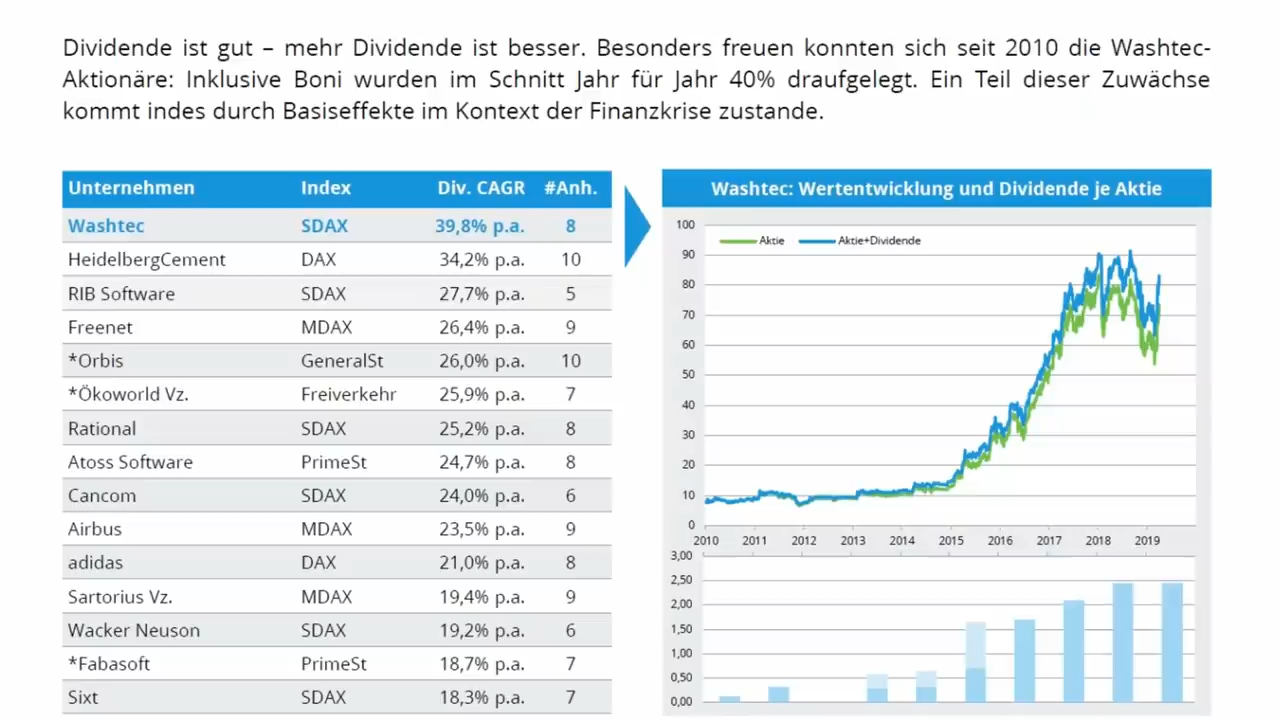 Dividende ist gut – mehr Dividende ist besser. Besonders freuen konnten sich seit 2010 die Washtec-
Aktionäre: Inklusive Boni wurden im Schnitt Jahr für Jahr 40% draufgelegt. Ein Teil dieser Zuwächse
kommt indes durch Basiseffekte im Kontext der Finanzkrise zustande.
Unternehmen Index Div. CAGR #Anh.
Washtec SDAX 39,8% p.a. 8
HeidelbergCement DAX 34,2% p.a. 10
RIB Software SDAX 27,7% p.a. 5
Freenet MDAX 26,4% p.a. 9
*Orbis GeneralSt 26,0% p.a. 10
*Ökoworld Vz. Freiverkehr 25,9% p.a. 7
Rational SDAX 25,2% p.a. 8
Atoss Software PrimeSt 24,7% p.a. 8
Cancom SDAX 24,0% p.a. 6
Airbus MDAX 23,5% p.a. 9
adidas DAX 21,0% p.a. 8
Sartorius Vz. MDAX 19,4% p.a. 9
Wacker Neuson SDAX 19,2% p.a. 6
*Fabasoft PrimeSt 18,7% p.a. 7
Sixt SDAX 18,3% p.a. 7
Washtec: Wertentwicklung und Dividende je Aktie
Aktie Aktie+Dividende
100
90
80
70
60
50
40
30
20
10
0
2010 2011 2012 2013 2014 2015 2016 2017 2018 2019
3,00
2,50
2,00
1,50
1,00
0,50
0,00